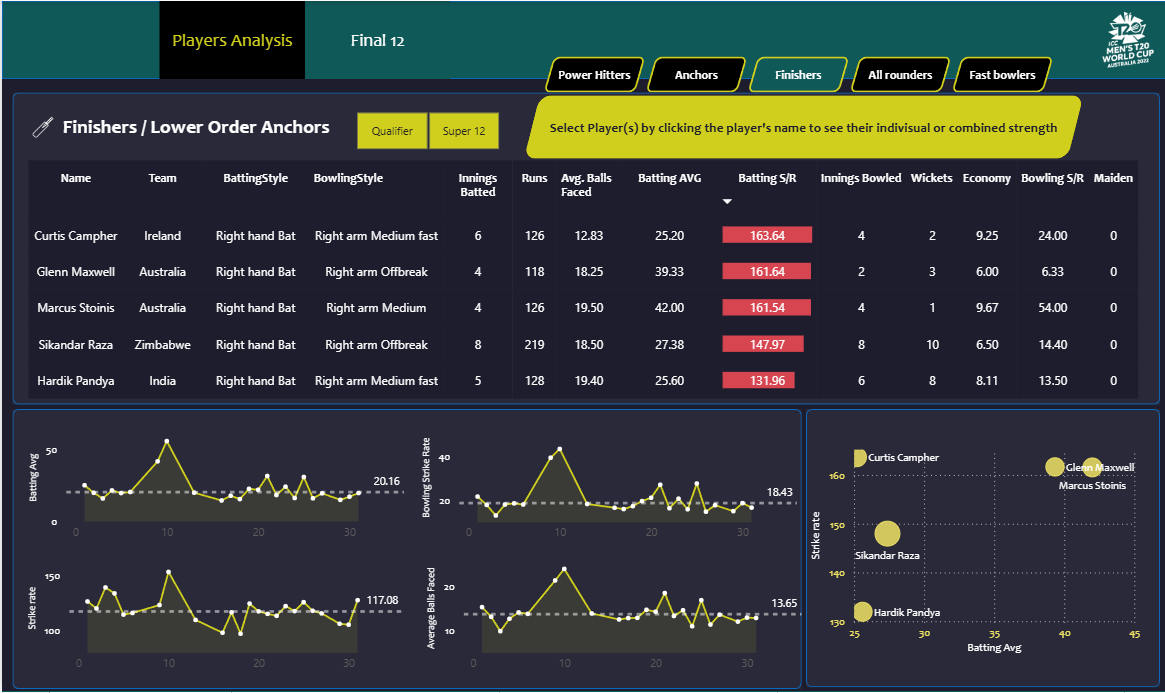 Players Analysis
Final 12
ICC
MEN'S T20
WORLD CUP
AUSTRALIA 2022
Power Hitters
Anchors
Finishers
All rounders
Fast bowlers
Finishers / Lower Order Anchors
Qualifier
Super 12
Select Player(s) by clicking the player's name to see their indivisual or combined strength
Name Team BattingStyle BowlingStyle Innings Batted Runs Avg. Balls Faced Batting AVG Batting S/R Innings Bowled Wickets Economy Bowling S/R Maiden
Curtis Campher Ireland Right hand Bat Right arm Medium fast 6 126 12.83 25.20 163.64 4 2 9.25 24.00 0
Glenn Maxwell Australia Right hand Bat Right arm Offbreak 4 118 18.25 39.33 161.64 2 3 6.00 6.33 0
Marcus Stoinis Australia Right hand Bat Right arm Medium 4 126 19.50 42.00 161.54 4 1 9.67 54.00 0
Sikandar Raza Zimbabwe Right hand Bat Right arm Offbreak 8 219 18.50 27.38 147.97 8 10 6.50 14.40 0
Hardik Pandya India Right hand Bat Right arm Medium fast 5 128 19.40 25.60 131.96 6 8 8.11 13.50 0
Batting Avg
50
0
20.16
0 10 20 30
Bowling Strike Rate
40
20
18.43
0 10 20 30
Strike rate
150
100
117.08
0 10 20 30
Average Balls Faced
20
10
13.65
0 10 20 30
Strike rate
160
150
140
130
Curtis Campher
Glenn Maxwell
Marcus Stoinis
Sikandar Raza
Hardik Pandya
25 30 35 40 45
Batting Avg